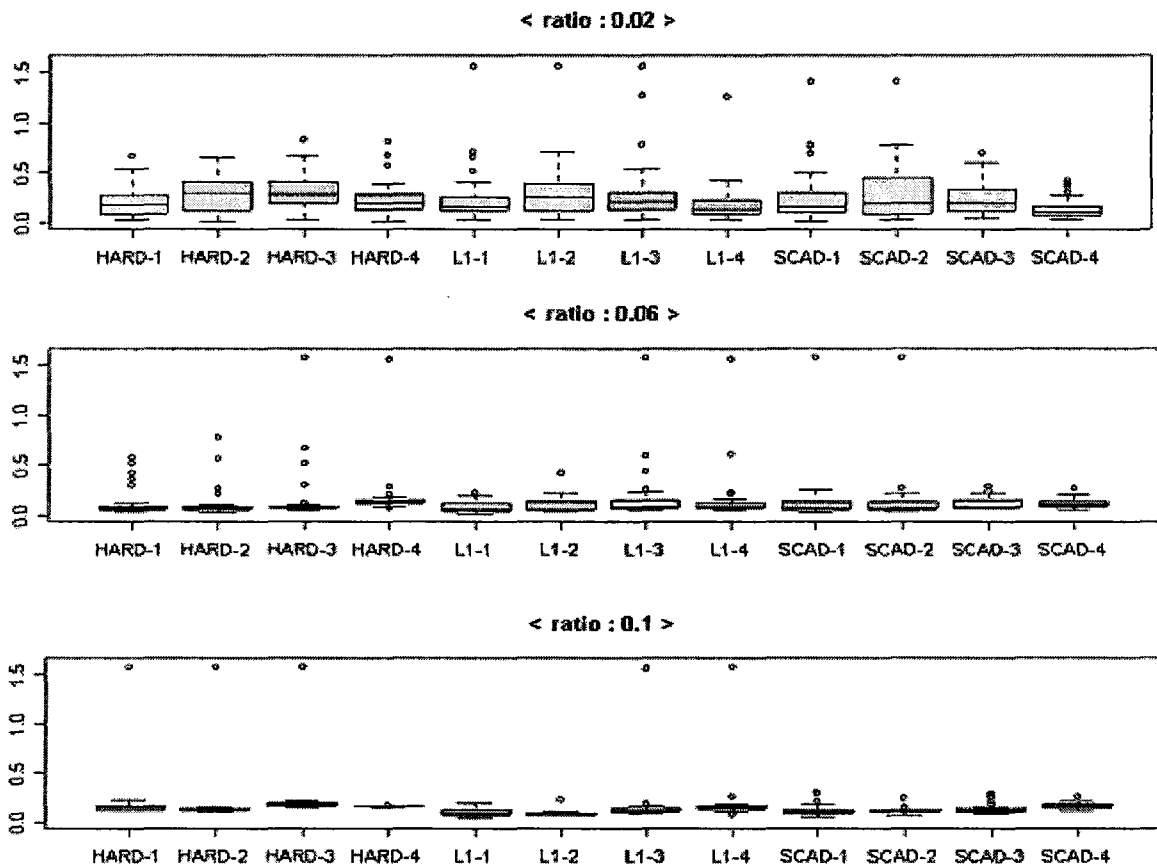 < ratio : 0.02 >
1.5
1.0
0.5
0.0
HARD-1 HARD-2 HARD-3 HARD-4 L1-1 L1-2 L1-3 L1-4 SCAD-1 SCAD-2 SCAD-3 SCAD-4
< ratio : 0.06 >
1.5
1.0
0.5
0.0
HARD-1 HARD-2 HARD-3 HARD-4 L1-1 L1-2 L1-3 L1-4 SCAD-1 SCAD-2 SCAD-3 SCAD-4
< ratio : 0.1 >
1.5
1.0
0.5
0.0
HARD-1 HARD-2 HARD-3 HARD-4 L1-1 L1-2 L1-3 L1-4 SCAD-1 SCAD-2 SCAD-3 SCAD-4